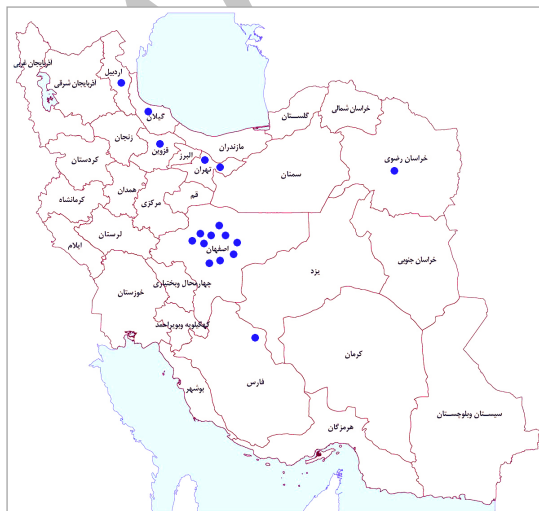 آذربایجان غربی
اردبیل
آذربایجان شرقی
گیلان
خراسان شمالی
گلستان
زنجان
قزوین
البرز
مازندران
خراسان رضوی
کردستان
تهران
سمنان
همدان
قم
مرکزی
کرمانشاه
لرستان
ایلام
اصفهان
خراسان جنوبی
یزد
چهارمحال وبختیاری
خوزستان
کهگیلویه وبویراحمد
کرمان
فارس
بوشهر
سیستان وبلوچستان
هرمزگان